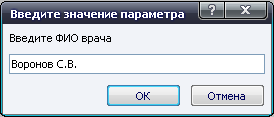 Введите значение параметра
Введите ФИО врача
Воронов С.В.
ОК
Отмена